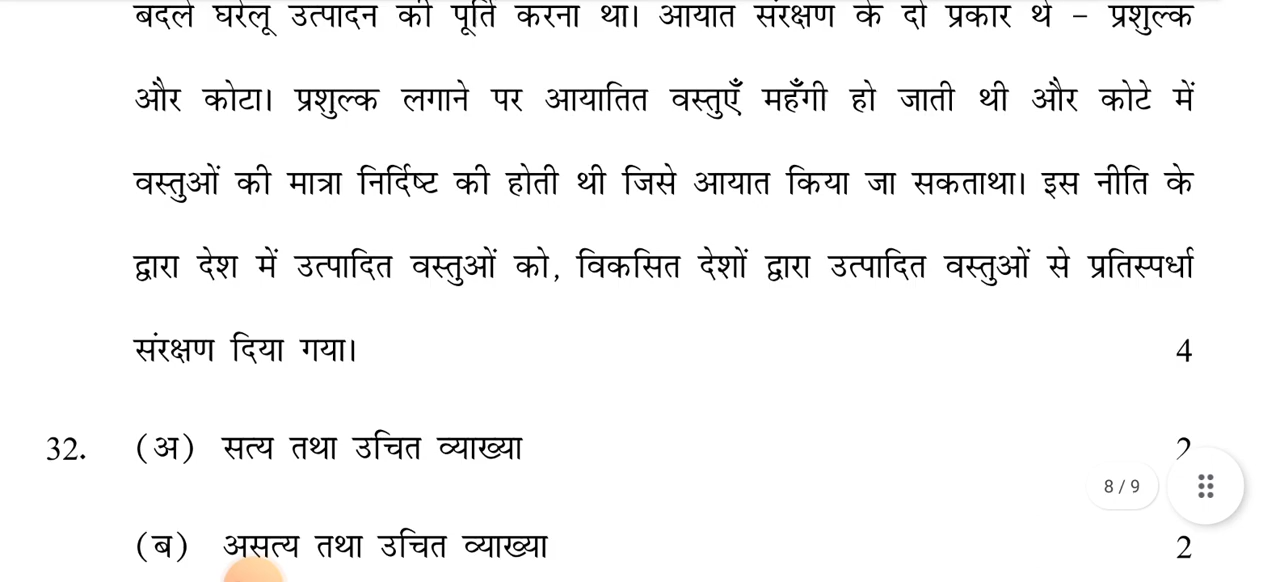 बदले घरेलू उत्पादन की पूर्ति करना था। आयात संरक्षण के दो प्रकार थे – प्रशुल्क
और कोटा। प्रशुल्क लगाने पर आयातित वस्तुएँ महँगी हो जाती थी और कोटे में
वस्तुओं की मात्रा निर्दिष्ट की होती थी जिसे आयात किया जा सकताथा। इस नीति के
द्वारा देश में उत्पादित वस्तुओं को, विकसित देशों द्वारा उत्पादित वस्तुओं से प्रतिस्पर्धा
संरक्षण दिया गया। 4
32. (अ) सत्य तथा उचित व्याख्या 2
8 / 9
(ब) असत्य तथा उचित व्याख्या 2